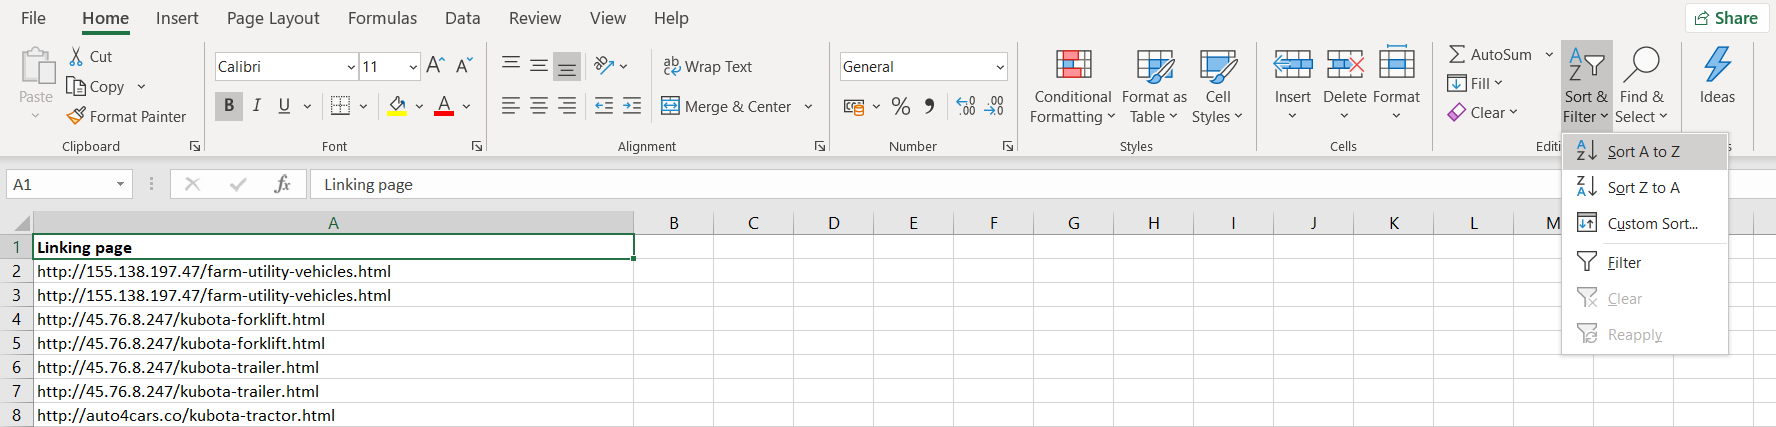 File Home Insert Page Layout Formulas Data Review View Help Share
Paste
Cut
Copy
Format Painter
Clipboard
Calibri 11 A A
B I U A
Font
ab Wrap Text
c
Merge & Center
Alignment
General
% , .0 .00
.00 .0
Number
Conditional Formatting
Format as Table
Cell Styles
Styles
Insert Delete Format
Cells
AutoSum
Fill
Clear
Sort & Filter
Find & Select
Editi
Ideas
s
Sort A to Z
Sort Z to A
Custom Sort...
Filter
Clear
Reapply
A1 fx Linking page
A B C D E F G H I J K L M
1 Linking page
2 http://155.138.197.47/farm-utility-vehicles.html
3 http://155.138.197.47/farm-utility-vehicles.html
4 http://45.76.8.247/kubota-forklift.html
5 http://45.76.8.247/kubota-forklift.html
6 http://45.76.8.247/kubota-trailer.html
7 http://45.76.8.247/kubota-trailer.html
8 http://auto4cars.co/kubota-tractor.html